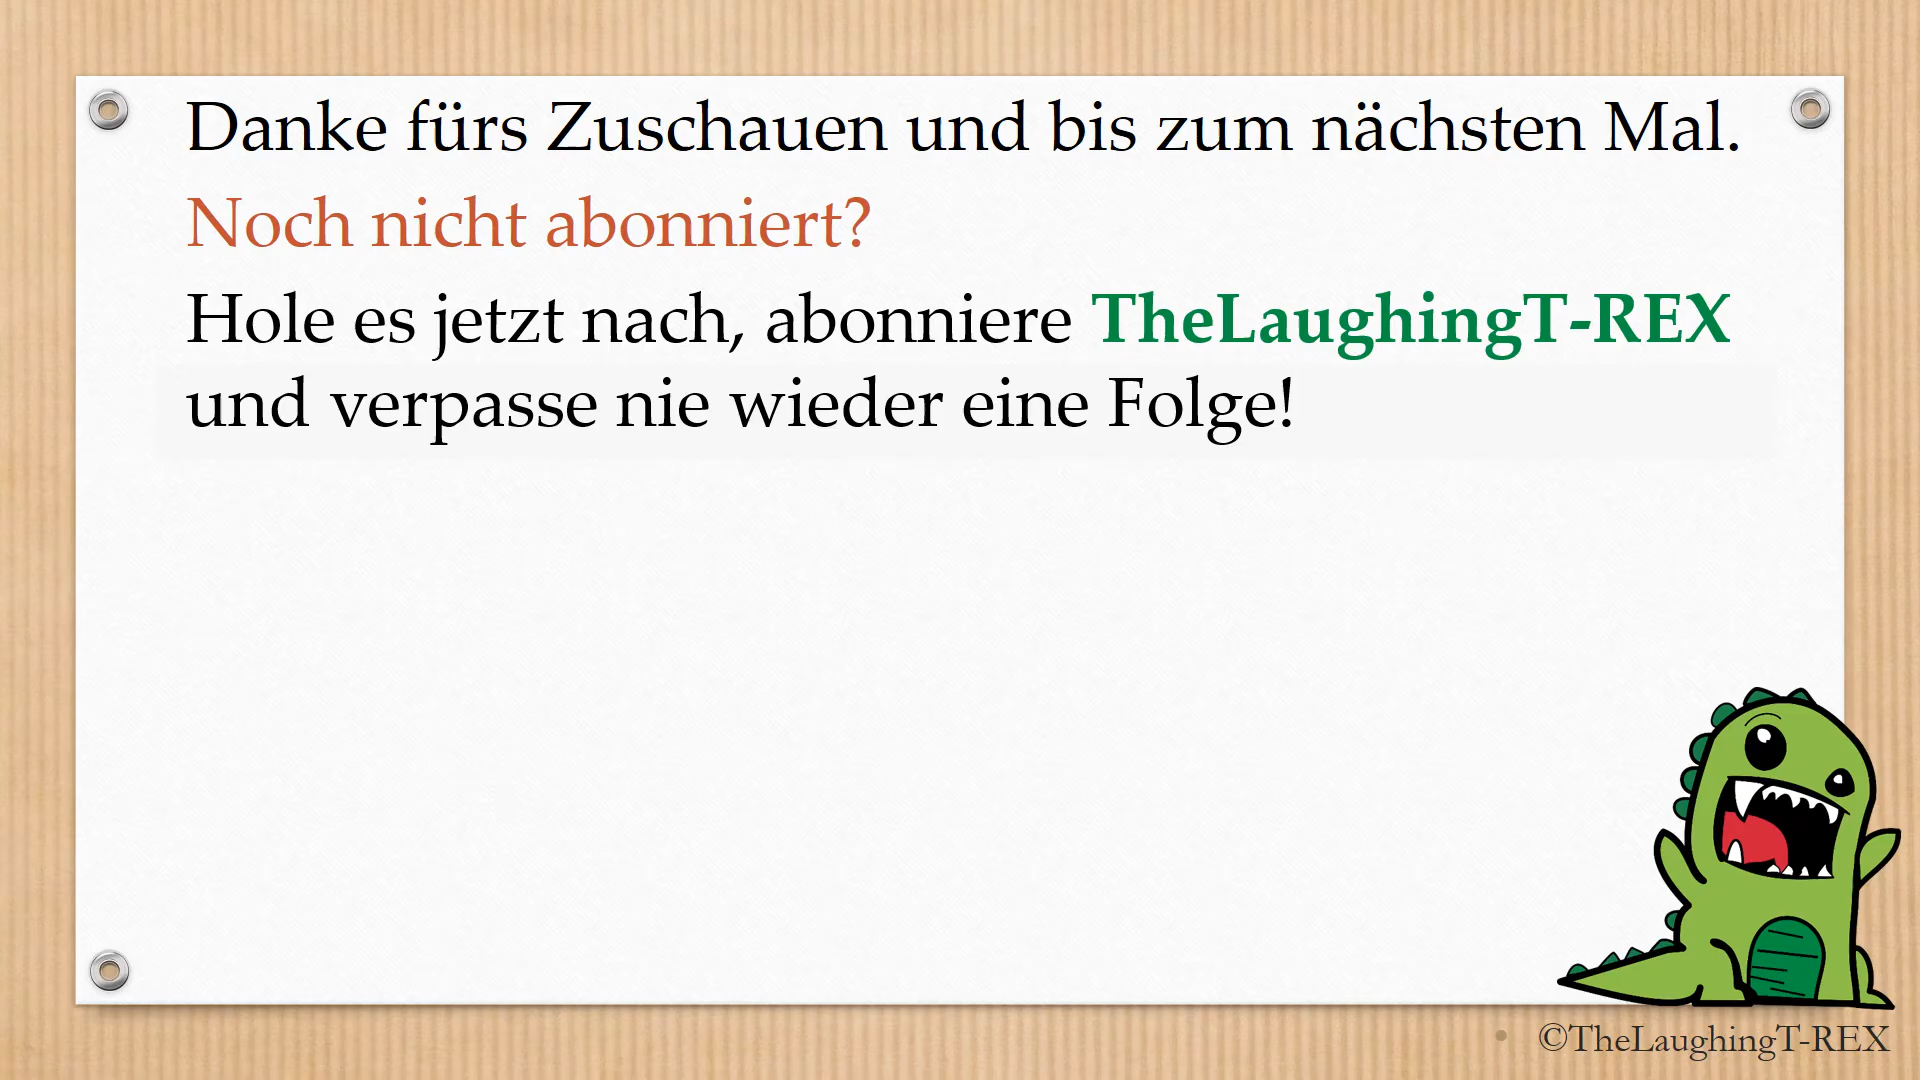 Danke fürs Zuschauen und bis zum nächsten Mal.
Noch nicht abonniert?
Hole es jetzt nach, abonniere TheLaughingT-REX
und verpasse nie wieder eine Folge!
• ©TheLaughingT-REX